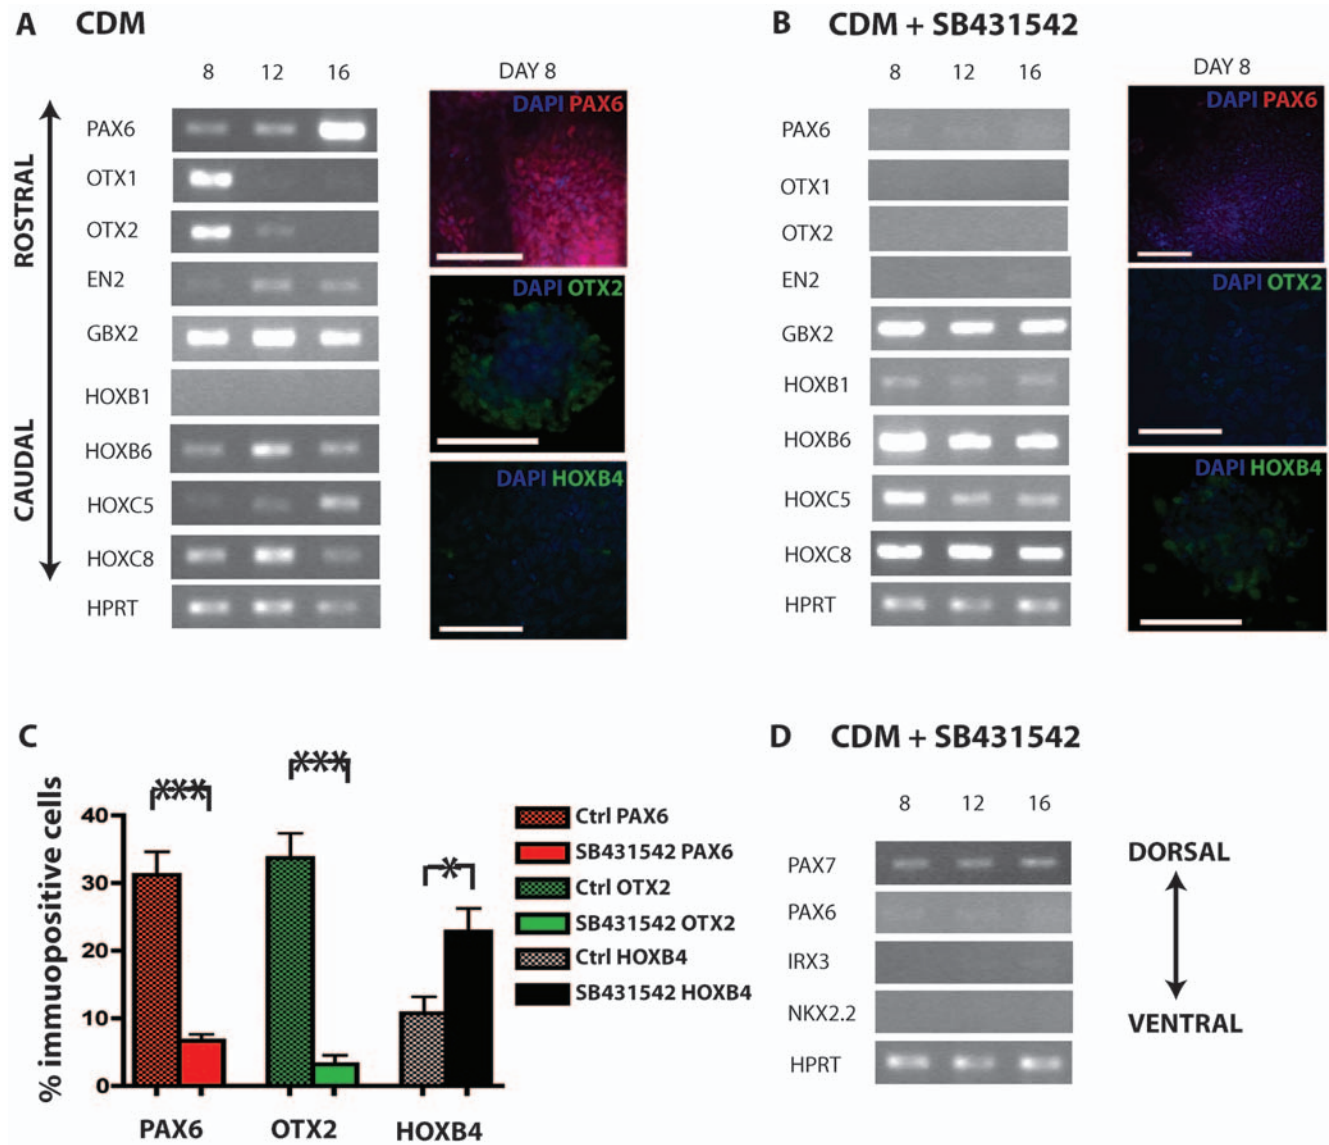 A CDM
8 12 16
ROSTRAL
CAUDAL
PAX6
OTX1
OTX2
EN2
GBX2
HOXB1
HOXB6
HOXC5
HOXC8
HPRT
DAY 8
DAPI PAX6
DAPI OTX2
DAPI HOXB4
B CDM + SB431542
8 12 16
PAX6
OTX1
OTX2
EN2
GBX2
HOXB1
HOXB6
HOXC5
HOXC8
HPRT
DAY 8
DAPI PAX6
DAPI OTX2
DAPI HOXB4
C
% immuopositive cells
40
30
20
10
0
***
***
*
PAX6 OTX2 HOXB4
Ctrl PAX6
SB431542 PAX6
Ctrl OTX2
SB431542 OTX2
Ctrl HOXB4
SB431542 HOXB4
D CDM + SB431542
8 12 16
PAX7
PAX6
IRX3
NKX2.2
HPRT
DORSAL
VENTRAL